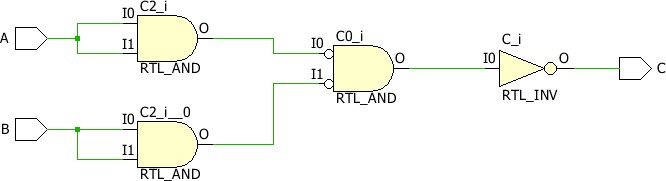 C2_i
A
I0
I1
O
RTL_AND
C0_i
I0
I1
O
RTL_AND
C_i
I0
O
RTL_INV
C
C2_i__0
B
I0
I1
O
RTL_AND